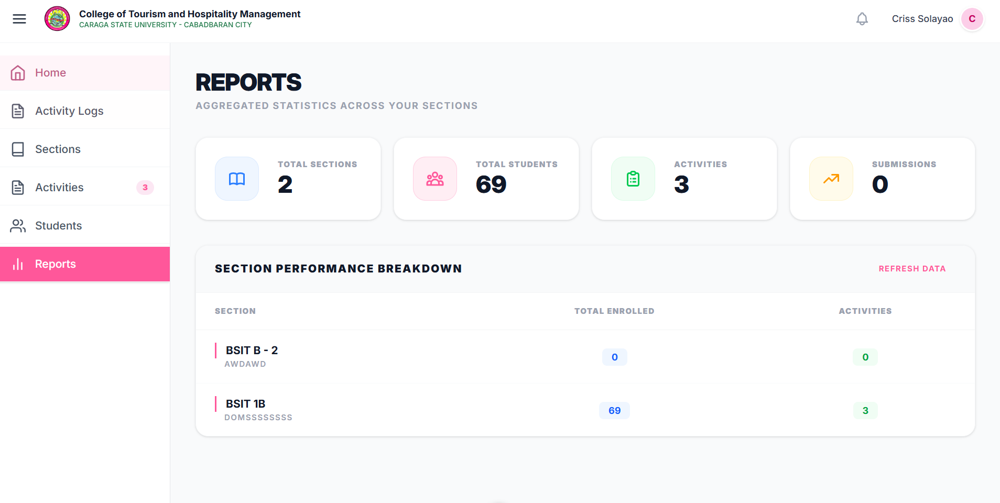 College of Tourism and Hospitality Management
CARAGA STATE UNIVERSITY - CABADBARAN CITY
Criss Solayao
C
Home
Activity Logs
Sections
Activities
3
Students
Reports
REPORTS
AGGREGATED STATISTICS ACROSS YOUR SECTIONS
TOTAL SECTIONS
2
TOTAL STUDENTS
69
ACTIVITIES
3
SUBMISSIONS
0
SECTION PERFORMANCE BREAKDOWN
REFRESH DATA
SECTION
TOTAL ENROLLED
ACTIVITIES
BSIT B - 2
AWDAWD
0
0
BSIT 1B
DOMSSSSSSSS
69
3